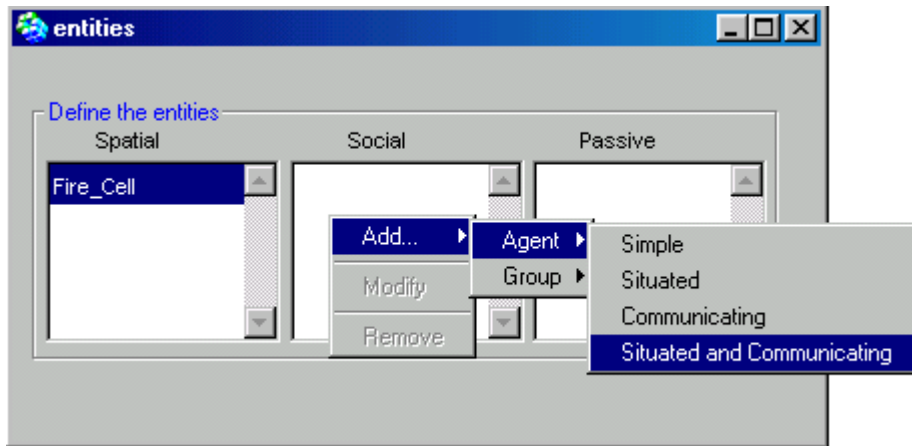 entities
Define the entities
Spatial Social Passive
Fire_Cell
Add... Agent Simple
Modify Group Situated
Remove Communicating
Situated and Communicating